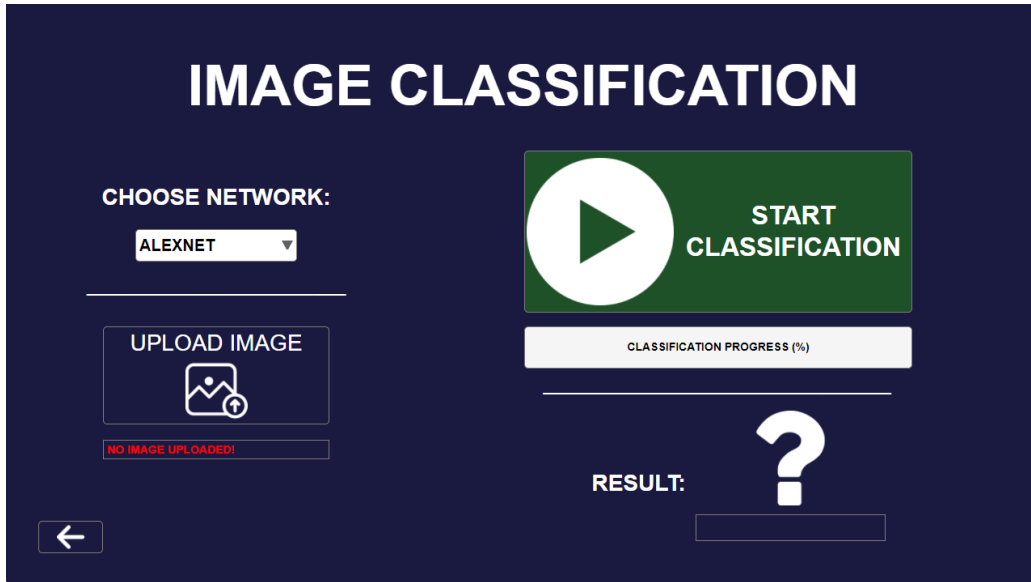 IMAGE CLASSIFICATION
CHOOSE NETWORK:
ALEXNET
UPLOAD IMAGE
NO IMAGE UPLOADED!
START
CLASSIFICATION
CLASSIFICATION PROGRESS (%)
RESULT:
?